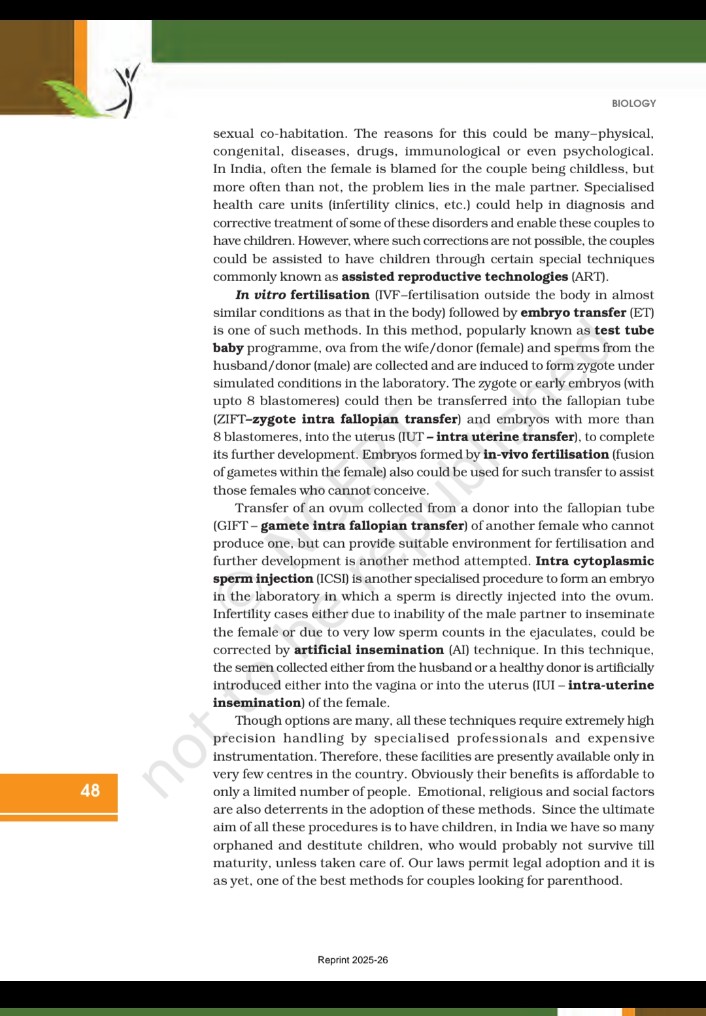 BIOLOGY
sexual co-habitation. The reasons for this could be many–physical,
congenital, diseases, drugs, immunological or even psychological.
In India, often the female is blamed for the couple being childless, but
more often than not, the problem lies in the male partner. Specialised
health care units (infertility clinics, etc.) could help in diagnosis and
corrective treatment of some of these disorders and enable these couples to
have children. However, where such corrections are not possible, the couples
could be assisted to have children through certain special techniques
commonly known as assisted reproductive technologies (ART).
In vitro fertilisation (IVF–fertilisation outside the body in almost
similar conditions as that in the body) followed by embryo transfer (ET)
is one of such methods. In this method, popularly known as test tube
baby programme, ova from the wife/donor (female) and sperms from the
husband/donor (male) are collected and are induced to form zygote under
simulated conditions in the laboratory. The zygote or early embryos (with
upto 8 blastomeres) could then be transferred into the fallopian tube
(ZIFT–zygote intra fallopian transfer) and embryos with more than
8 blastomeres, into the uterus (IUT – intra uterine transfer), to complete
its further development. Embryos formed by in-vivo fertilisation (fusion
of gametes within the female) also could be used for such transfer to assist
those females who cannot conceive.
Transfer of an ovum collected from a donor into the fallopian tube
(GIFT – gamete intra fallopian transfer) of another female who cannot
produce one, but can provide suitable environment for fertilisation and
further development is another method attempted. Intra cytoplasmic
sperm injection (ICSI) is another specialised procedure to form an embryo
in the laboratory in which a sperm is directly injected into the ovum.
Infertility cases either due to inability of the male partner to inseminate
the female or due to very low sperm counts in the ejaculates, could be
corrected by artificial insemination (AI) technique. In this technique,
the semen collected either from the husband or a healthy donor is artificially
introduced either into the vagina or into the uterus (IUI – intra-uterine
insemination) of the female.
Though options are many, all these techniques require extremely high
precision handling by specialised professionals and expensive
instrumentation. Therefore, these facilities are presently available only in
very few centres in the country. Obviously their benefits is affordable to
only a limited number of people. Emotional, religious and social factors
are also deterrents in the adoption of these methods. Since the ultimate
aim of all these procedures is to have children, in India we have so many
orphaned and destitute children, who would probably not survive till
maturity, unless taken care of. Our laws permit legal adoption and it is
as yet, one of the best methods for couples looking for parenthood.
48
© NCERT
not to be republished
Reprint 2025-26